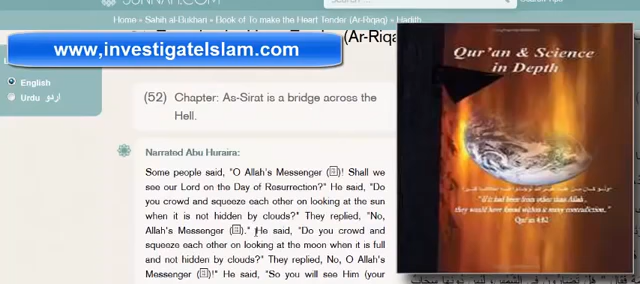 Home » Sahih al-Bukhari » Book of To make the Heart Tender (Ar-Riqaq) » Hadith
(Ar-Riqa
www,investigateIslam.com
English
Urdu اردو
(52) Chapter: As-Sirat is a bridge across the
Hell.
Narrated Abu Huraira:
Some people said, "O Allah's Messenger (ﷺ)! Shall we
see our Lord on the Day of Resurrection?" He said, "Do
you crowd and squeeze each other on looking at the sun
when it is not hidden by clouds?" They replied, "No,
Allah's Messenger (ﷺ)." He said, "Do you crowd and
squeeze each other on looking at the moon when it is full
and not hidden by clouds? They replied, No, O Allah's
Messenger (ﷺ)!" He said, "So you will see Him (your
Qur'an & Science
in Depth
"if it had been from other than Allah,
they would have found within it many contradiction."
Qur'an 4:82